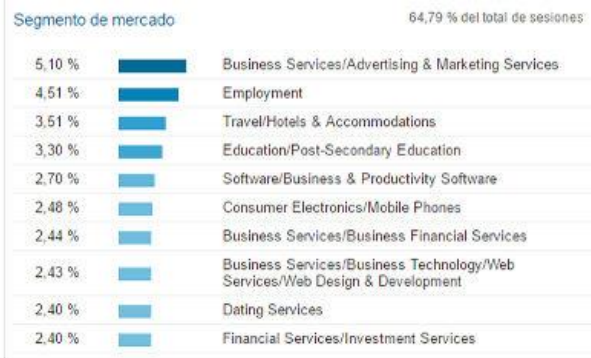 Segmento de mercado 64,79 % del total de sesiones
5,10 % Business Services/Advertising & Marketing Services
4,51 % Employment
3,51 % Travel/Hotels & Accommodations
3,30 % Education/Post-Secondary Education
2,70 % Software/Business & Productivity Software
2,48 % Consumer Electronics/Mobile Phones
2,44 % Business Services/Business Financial Services
2,43 % Business Services/Business Technology/Web
Services/Web Design & Development
2,40 % Dating Services
2,40 % Financial Services/Investment Services